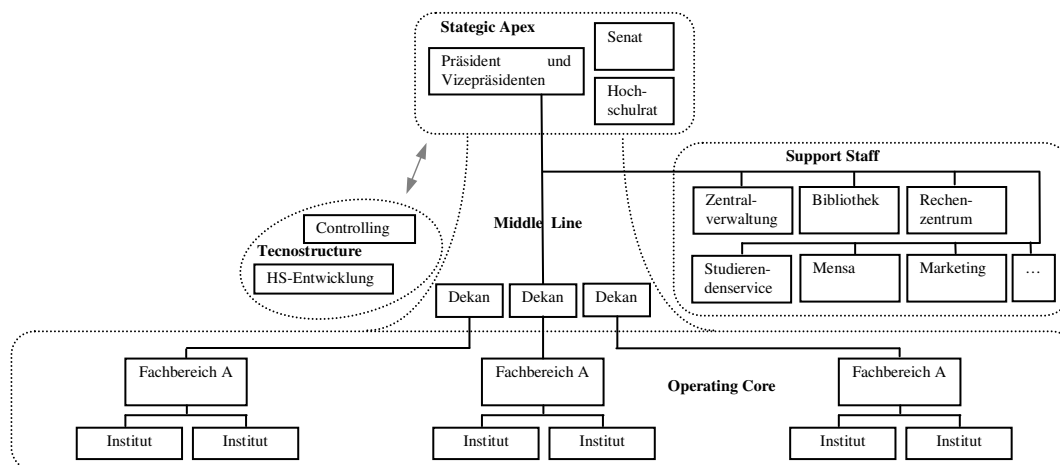 Stategic Apex
Senat
Präsident und
Vizepräsidenten
Hoch-
schulrat
Support Staff
Zentral-
verwaltung
Bibliothek
Rechen-
zentrum
Controlling
Middle Line
Tecnostructure
HS-Entwicklung
Studieren-
denservice
Mensa
Marketing
…
Dekan
Dekan
Dekan
Fachbereich A
Fachbereich A
Operating Core
Fachbereich A
Institut
Institut
Institut
Institut
Institut
Institut